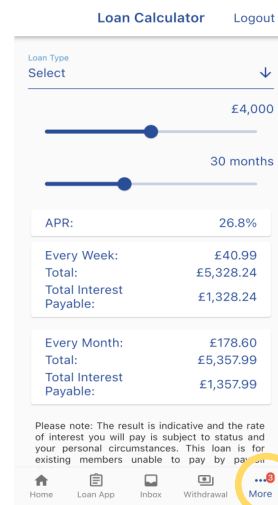 Loan Calculator Logout
Loan Type
Select
£4,000
30 months
APR: 26.8%
Every Week: £40.99
Total: £5,328.24
Total Interest Payable: £1,328.24
Every Month: £178.60
Total: £5,357.99
Total Interest Payable: £1,357.99
Please note: The result is indicative and the rate
of interest you will pay is subject to status and
your personal circumstances. This loan is for
existing members unable to pay by payroll
3
Home Loan App Inbox Withdrawal More